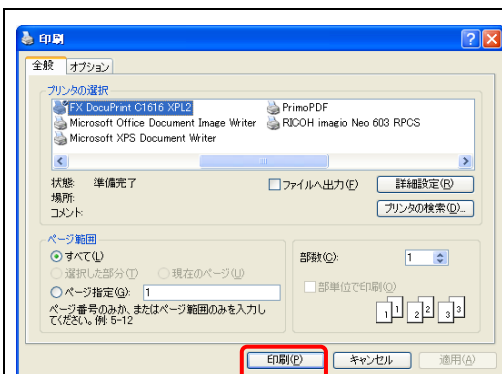 印刷
全般 オプション
プリンタの選択
FX DocuPrint C1616 XPL2 PrimoPDF
Microsoft Office Document Image Writer RICOH imagio Neo 603 RPCS
Microsoft XPS Document Writer
状態: 準備完了 ファイルへ出力(F) 詳細設定(R)
場所:
コメント: プリンタの検索(D)...
ページ範囲
すべて(L) 部数(C): 1
選択した部分(T) 現在のページ(U) 部単位で印刷(O)
ページ指定(G): 1
ページ番号のみか、またはページ範囲のみを入力し
てください。例: 5-12
1 1 2 2 3 3
印刷(P) キャンセル 適用(A)